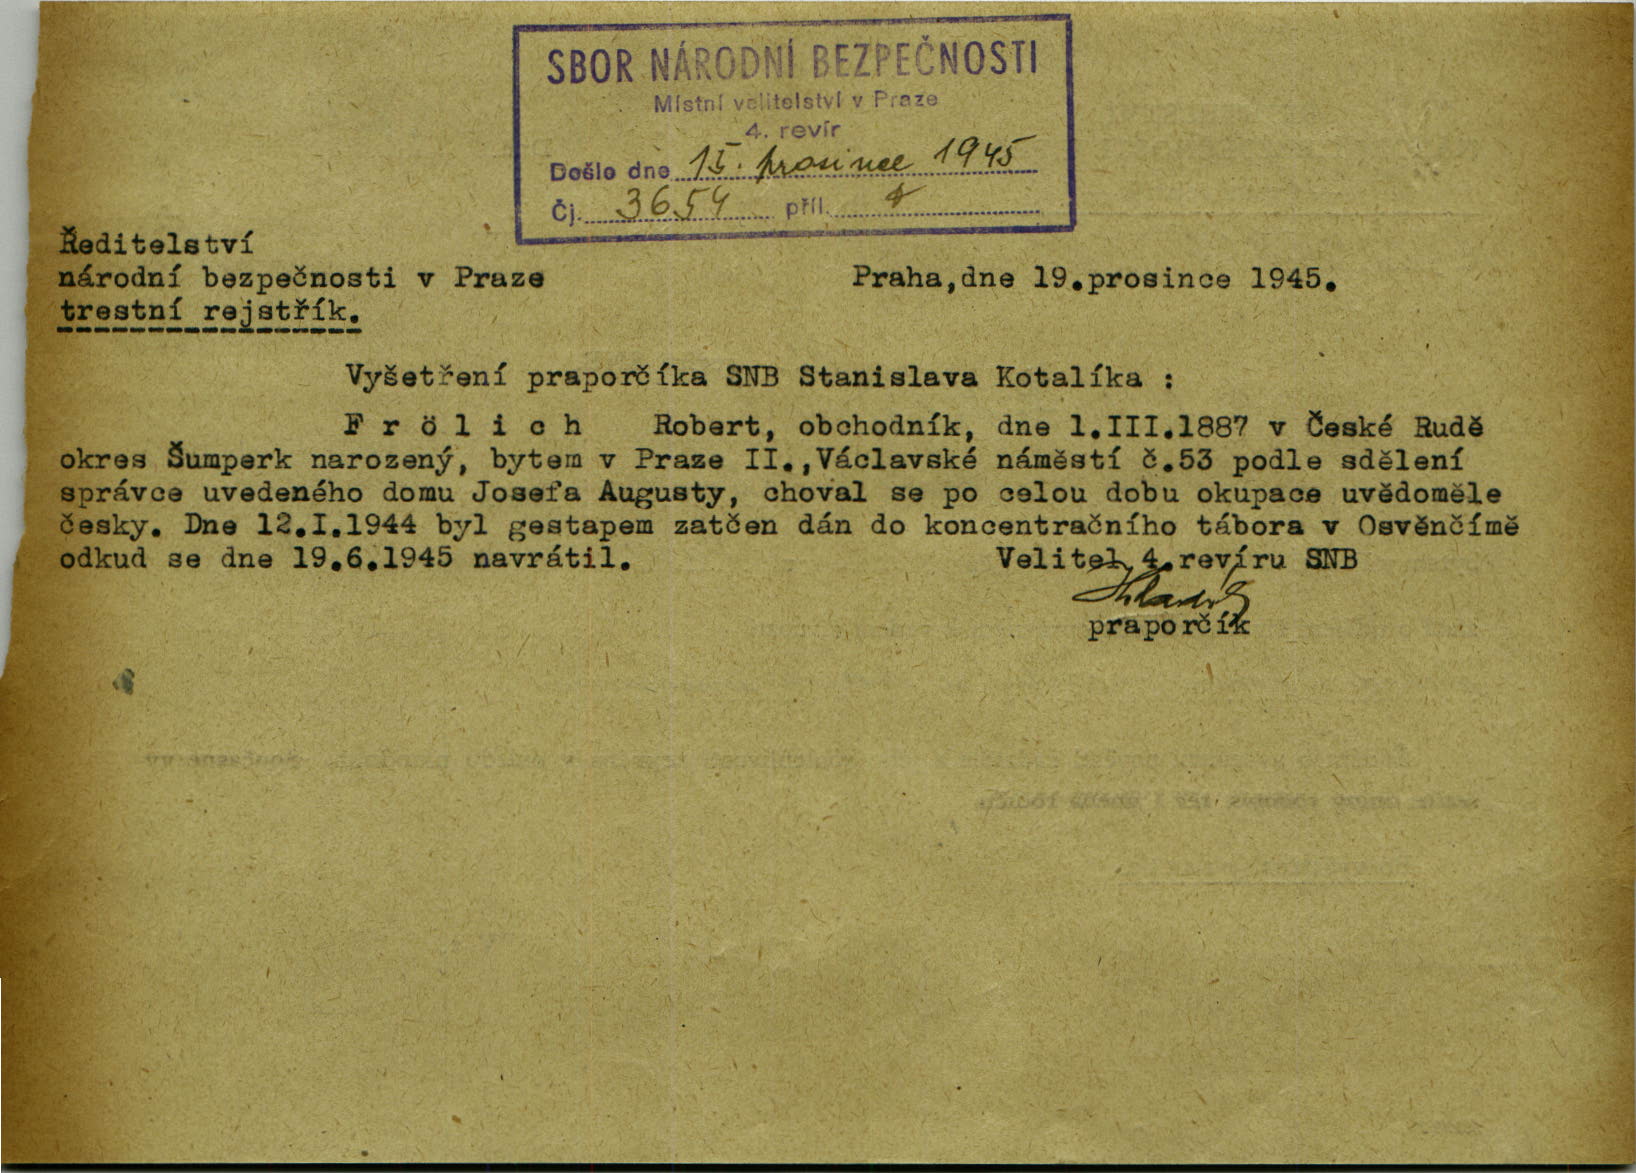 SBOR NÁRODNÍ BEZPEČNOSTI
Místní velitelství v Praze
4. revír
Došlo dne 15. prosince 1945
Čj. 3654 příl.
Ředitelství
národní bezpečnosti v Praze
Praha,dne 19.prosince 1945.
trestní rejstřík.
Vyšetření praporčíka SNB Stanislava Kotalíka :
F r ö l i c h Robert, obchodník, dne 1.III.1887 v České Rudě
okres Šumperk narozený, bytem v Praze II.,Václavské náměstí č.53 podle sdělení
správce uvedeného domu Josefa Augusty, choval se po celou dobu okupace uvědoměle
česky. Dne 12.I.1944 byl gestapem zatčen dán do koncentračního tábora v Osvěnčímě
odkud se dne 19.6.1945 navrátil.
Velitel 4.revíru SNB
praporčík